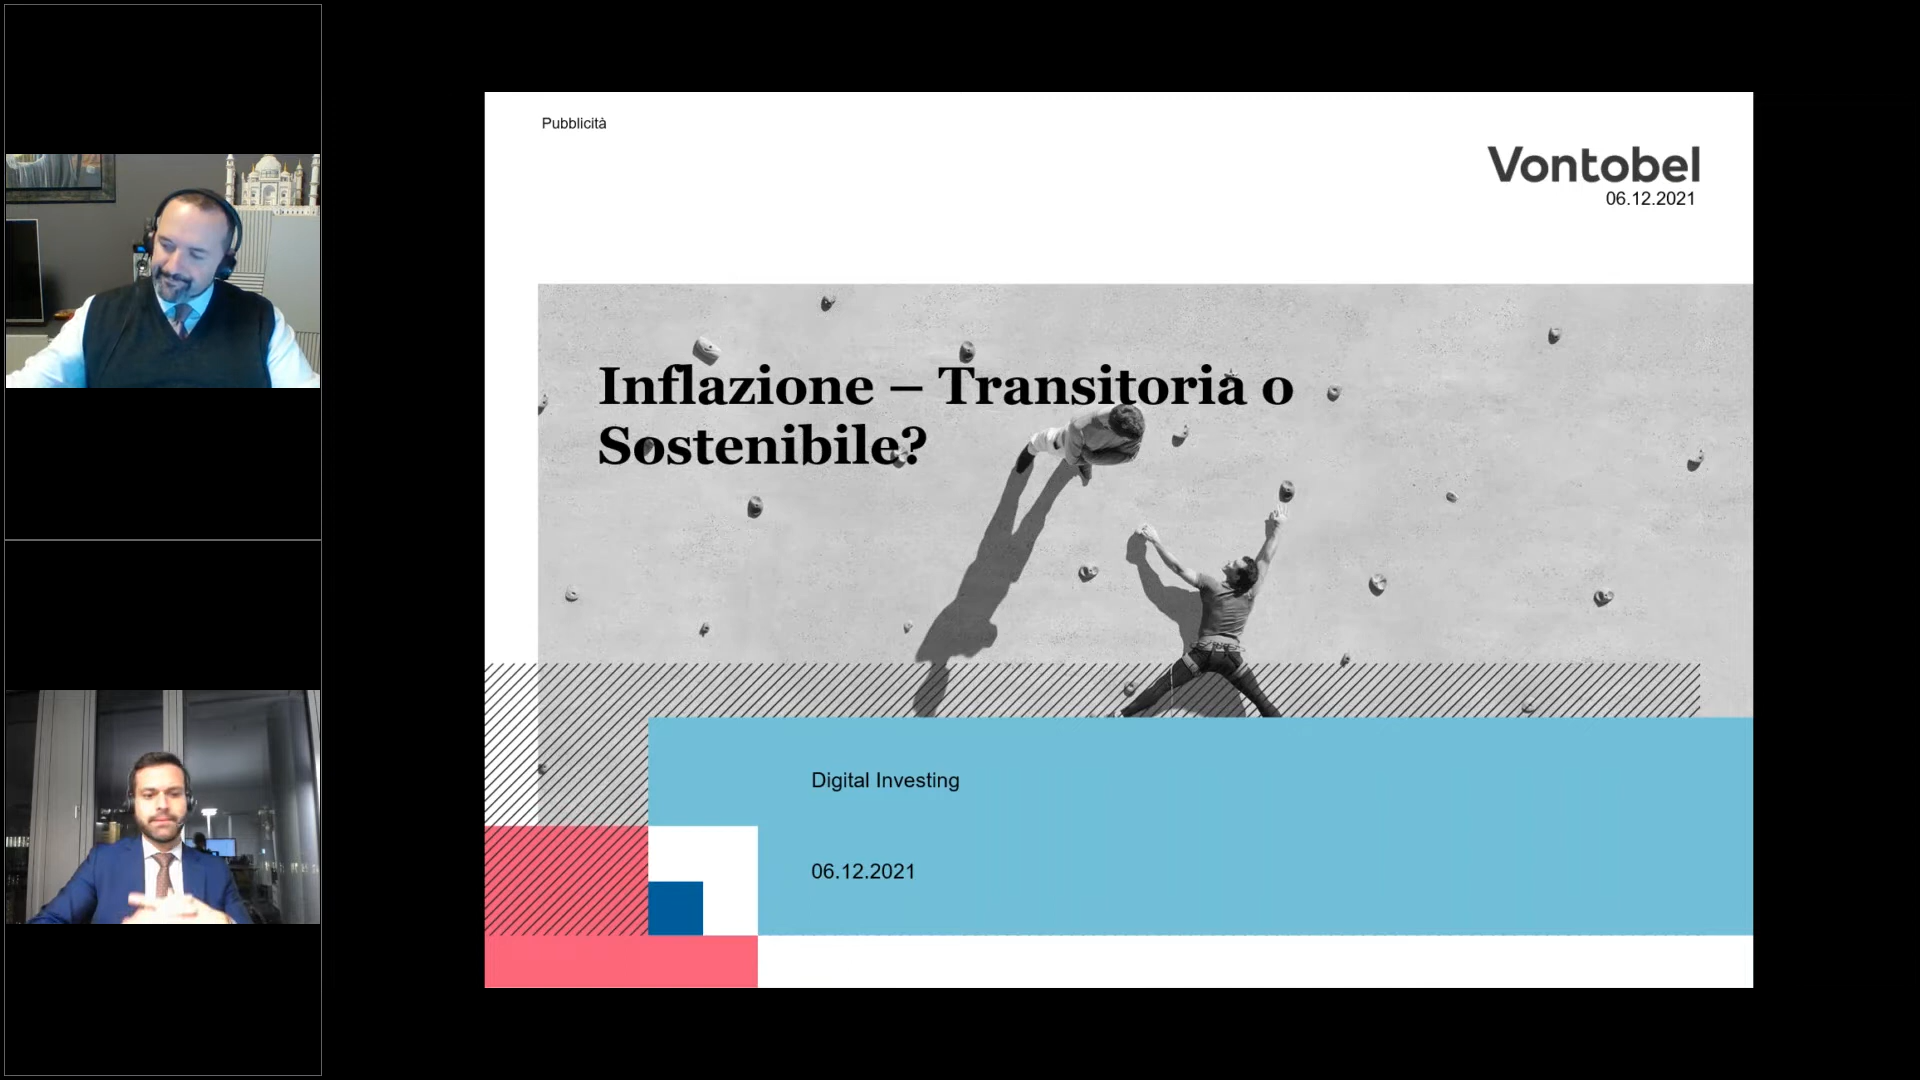 Pubblicità
Vontobel
06.12.2021
Inflazione – Transitoria o
Sostenibile?
Digital Investing
06.12.2021